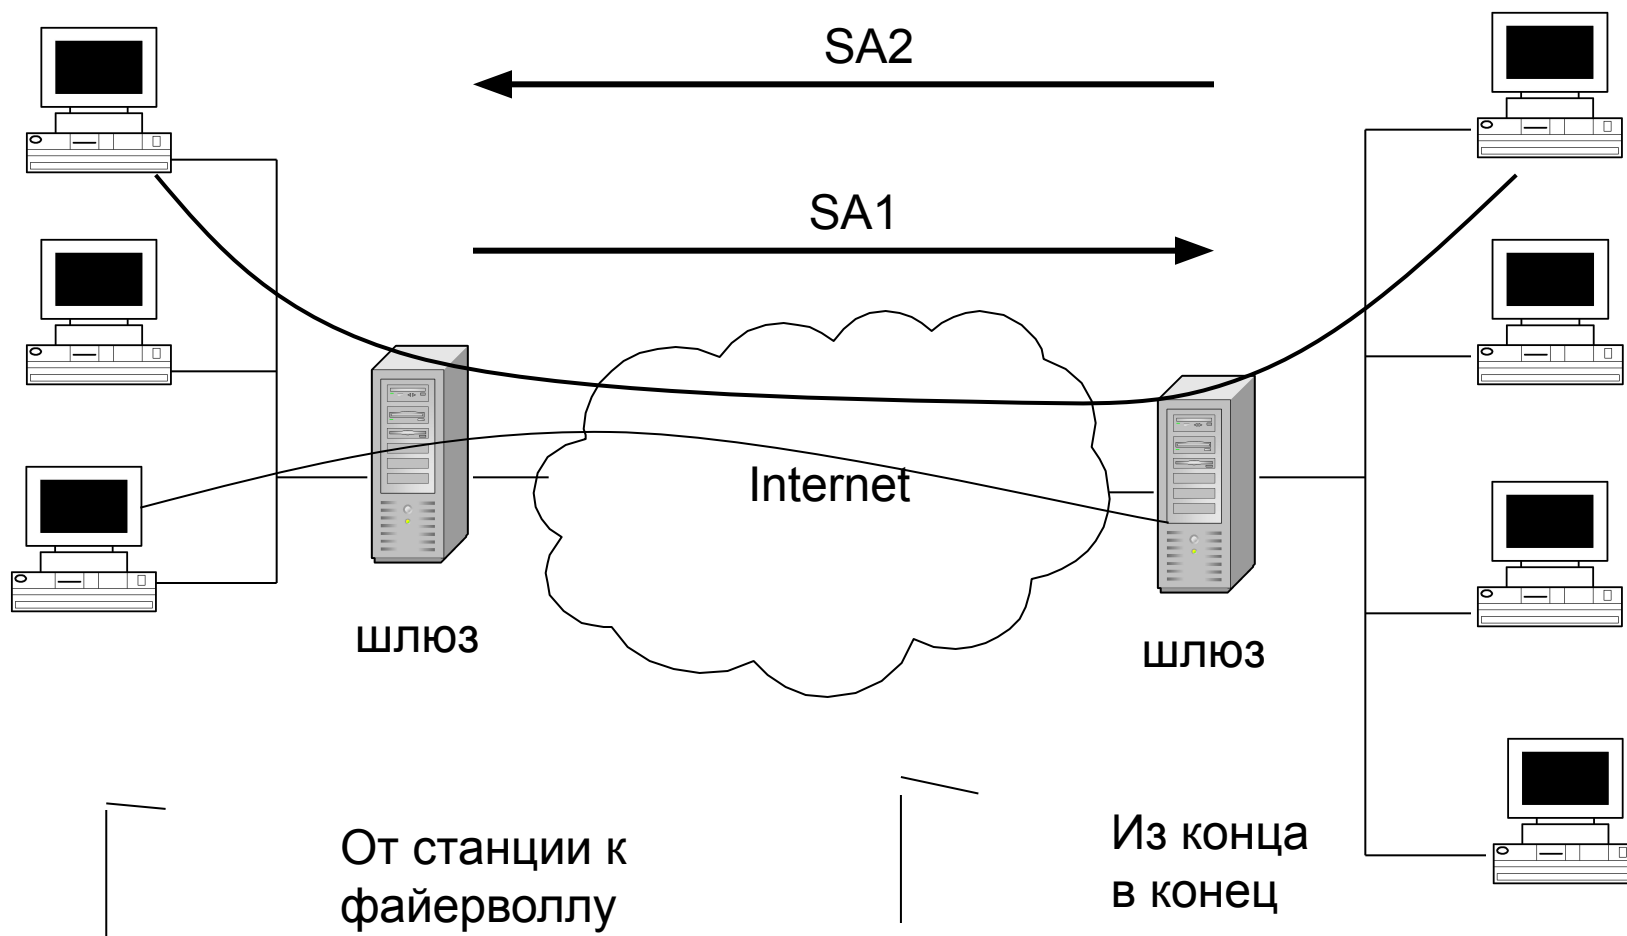 SA2
SA1
Internet
шлюз
шлюз
От станции к
файерволлу
Из конца
в конец